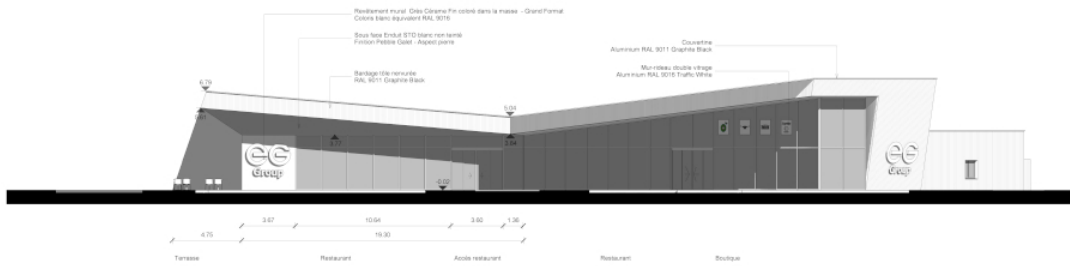 Revêtement mural Grès Cérame Fin coloré dans la masse - Grand Format
Coloris blanc équivalent RAL 9016
Sous face Enduit STO blanc non teinté
Finition Pebble Galet - Aspect pierre
Couvertine
Aluminium RAL 9011 Graphite Black
Mur-rideau double vitrage
Aluminium RAL 9016 Traffic White
Bardage tôle nervurée
RAL 9011 Graphite Black
6.79
5.04
3.64
EG
Group
EG
Group
-0.02
3.67
10.64
3.60
1.36
4.75
19.30
Terrasse
Restaurant
Accès restaurant
Restaurant
Boutique